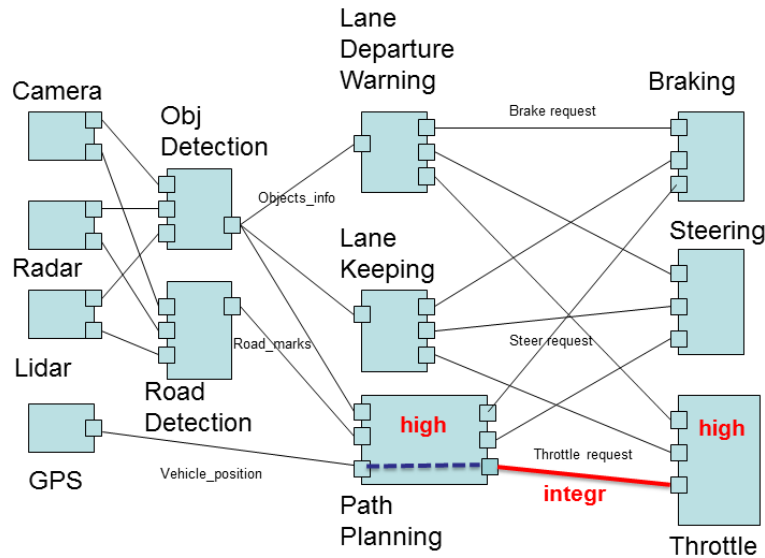 Lane
Departure
Warning
Camera
Obj
Detection
Brake request
Braking
Objects_info
Radar
Lane
Keeping
Steering
Lidar
Road_marks
Road
Detection
Steer request
high
high
GPS
Vehicle_position
Throttle request
integr
Path
Planning
Throttle